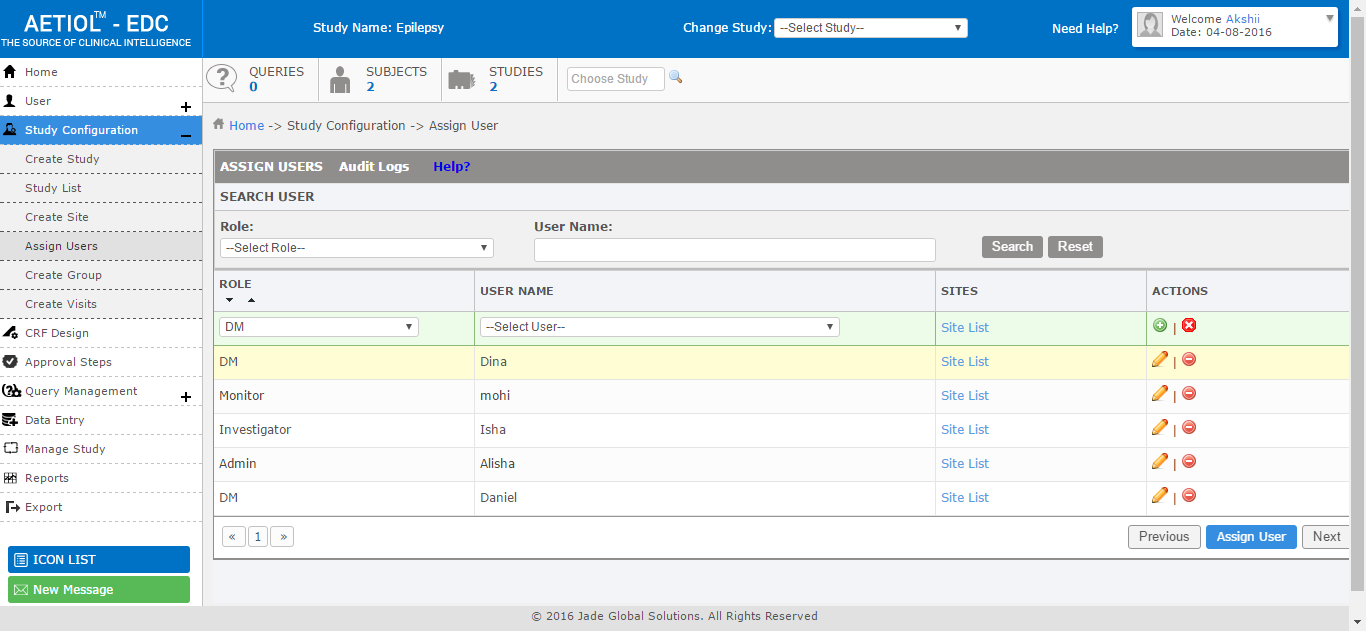 AETIOL™ - EDC
THE SOURCE OF CLINICAL INTELLIGENCE
Study Name: Epilepsy
Change Study: --Select Study--
Need Help?
Welcome Akshii
Date: 04-08-2016
Home
User
Study Configuration
Create Study
Study List
Create Site
Assign Users
Create Group
Create Visits
CRF Design
Approval Steps
Query Management
Data Entry
Manage Study
Reports
Export
ICON LIST
New Message
QUERIES
0
SUBJECTS
2
STUDIES
2
Choose Study
Home -> Study Configuration -> Assign User
ASSIGN USERS Audit Logs Help?
SEARCH USER
Role: User Name:
--Select Role-- Search Reset
ROLE USER NAME SITES ACTIONS
DM --Select User-- Site List |
DM Dina Site List |
Monitor mohi Site List |
Investigator Isha Site List |
Admin Alisha Site List |
DM Daniel Site List |
« 1 » Previous Assign User Next
© 2016 Jade Global Solutions. All Rights Reserved